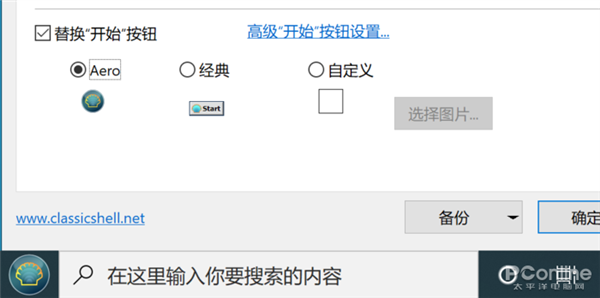 替换“开始”按钮
高级“开始”按钮设置...
Aero
经典
自定义
Start
选择图片...
www.classicshell.net
备份
确定
在这里输入你要搜索的内容
PConline
太平洋电脑网